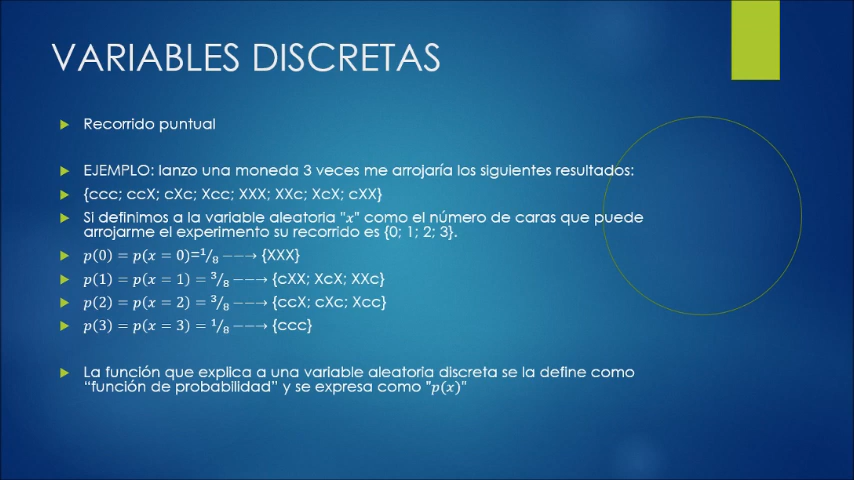 VARIABLES DISCRETAS
Recorrido puntual
EJEMPLO: lanzo una moneda 3 veces me arrojaría los siguientes resultados:
{ccc; ccX; cXc; Xcc; XXX; XXc; XcX; cXX}
Si definimos a la variable aleatoria "x" como el número de caras que puede
arrojarme el experimento su recorrido es {0; 1; 2; 3}.
p(0) = p(x = 0)=1/8 −−→ {XXX}
p(1) = p(x = 1) = 3/8 −−→ {cXX; XcX; XXc}
p(2) = p(x = 2) = 3/8 −−→ {ccX; cXc; Xcc}
p(3) = p(x = 3) = 1/8 −−→ {ccc}
La función que explica a una variable aleatoria discreta se la define como
“función de probabilidad” y se expresa como "p(x)"